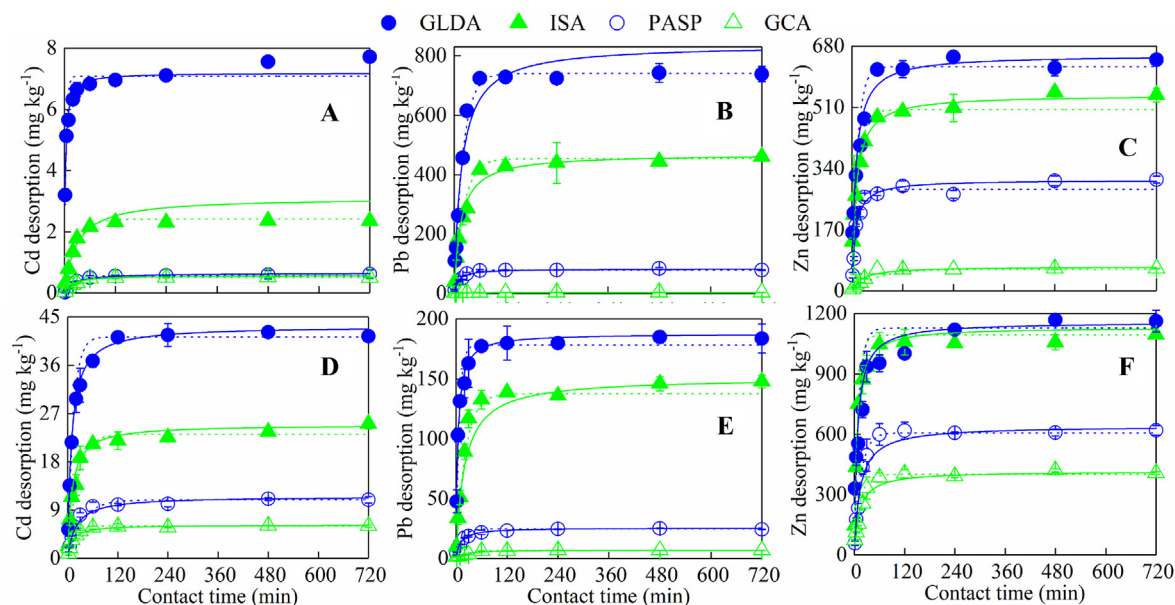 GLDA ISA PASP GCA
Cd desorption (mg kg⁻¹)
8
6
4
2
0
A
Pb desorption (mg kg⁻¹)
800
600
400
200
0
B
Zn desorption (mg kg⁻¹)
680
510
340
170
0
C
Cd desorption (mg kg⁻¹)
45
36
27
18
9
0
D
0 120 240 360 480 600 720
Contact time (min)
Pb desorption (mg kg⁻¹)
200
150
100
50
0
E
0 120 240 360 480 600 720
Contact time (min)
Zn desorption (mg kg⁻¹)
1200
900
600
300
0
F
0 120 240 360 480 600 720
Contact time (min)